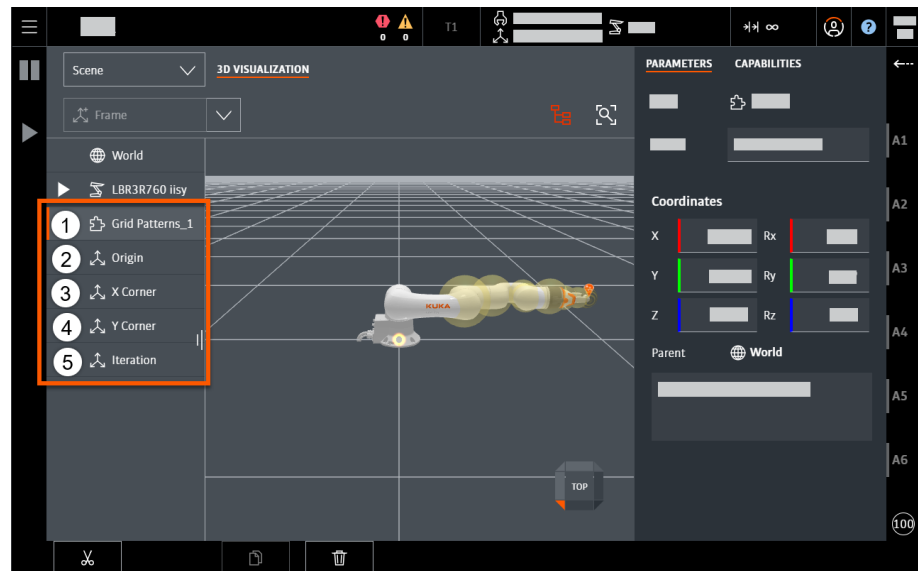 T1
∞
?
0 0
Scene
3D VISUALIZATION
PARAMETERS CAPABILITIES
Frame
World
LBR3R760 iisy
1 Grid Patterns_1
2 Origin
3 X Corner
4 Y Corner
5 Iteration
KUKA
TOP
Coordinates
X Rx
Y Ry
Z Rz
Parent World
A1
A2
A3
A4
A5
A6
100